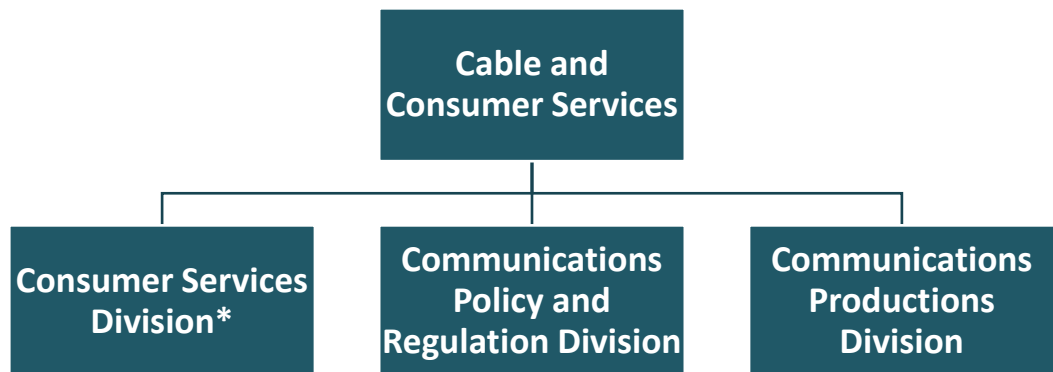 Cable and
Consumer Services
Consumer Services
Division*
Communications
Policy and
Regulation Division
Communications
Productions
Division